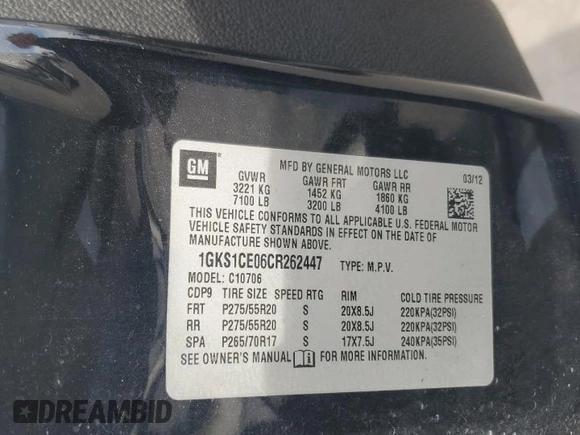 GM
MFD BY GENERAL MOTORS LLC
03/12
GVWR GAWR FRT GAWR RR
3221 KG 1452 KG 1860 KG
7100 LB 3200 LB 4100 LB
THIS VEHICLE CONFORMS TO ALL APPLICABLE U.S. FEDERAL MOTOR
VEHICLE SAFETY STANDARDS IN EFFECT ON THE DATE OF
MANUFACTURE SHOWN ABOVE.
1GKS1CE06CR262447 TYPE: M.P.V.
MODEL: C10706
CDP9 TIRE SIZE SPEED RTG RIM COLD TIRE PRESSURE
FRT P275/55R20 S 20X8.5J 220KPA(32PSI)
RR P275/55R20 S 20X8.5J 220KPA(32PSI)
SPA P265/70R17 S 17X7.5J 240KPA(35PSI)
SEE OWNER'S MANUAL FOR MORE INFORMATION.
DREAMBID